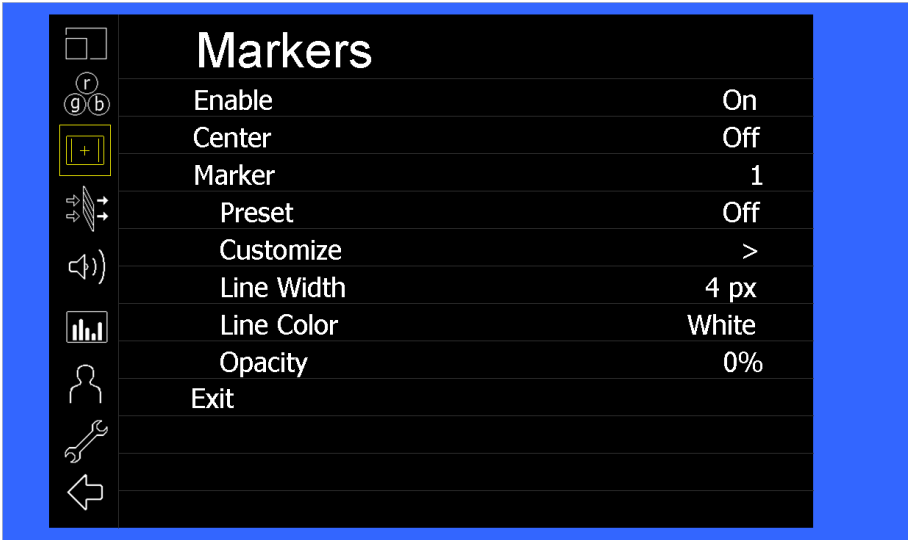 Markers
r
g b
Enable On
Center Off
Marker 1
Preset Off
Customize >
Line Width 4 px
Line Color White
Opacity 0%
Exit